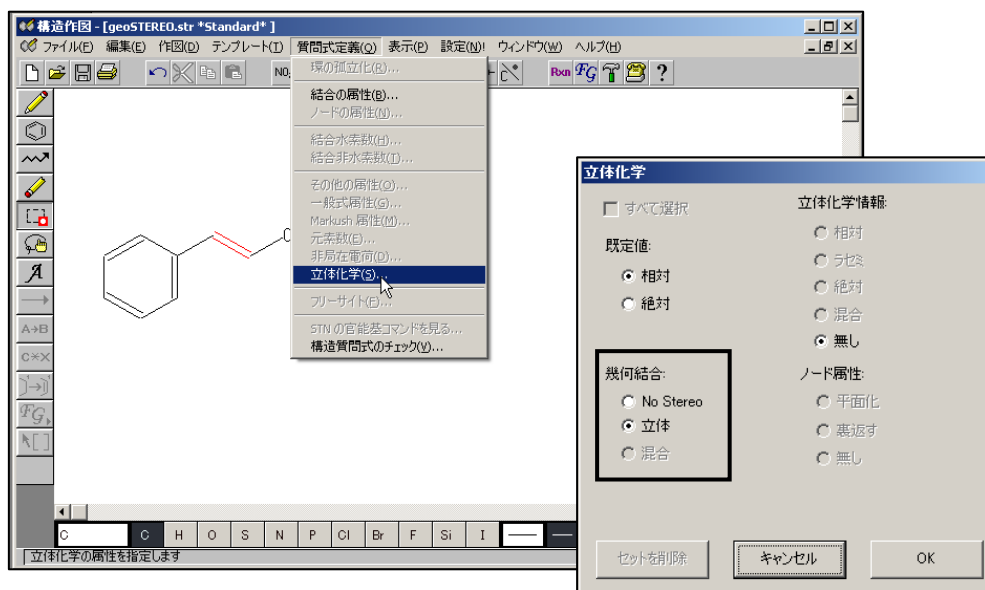 構造作図 - [geoSTEREO.str *Standard* ]
ファイル(F) 編集(E) 作図(D) テンプレート(T) 質問式定義(Q) 表示(P) 設定(N)! ウィンドウ(W) ヘルプ(H)
NO₂
Rxn FG ?
環の孤立化(R)...
結合の属性(B)...
ノードの属性(N)...
結合水素数(H)...
結合非水素数(I)...
その他の属性(O)...
一般式属性(G)...
Markush 属性(M)...
元素数(E)...
非局在電荷(D)...
立体化学(S)...
フリーサイト(F)...
STN の官能基コマンドを見る...
構造質問式のチェック(Y)...
A
A→B
C※X
FG
C C H O S N P Cl Br F Si I
立体化学の属性を指定します
立体化学
すべて選択
既定値:
相対
絶対
幾何結合:
No Stereo
立体
混合
立体化学情報:
相対
ラセミ
絶対
混合
無し
ノード属性:
平面化
裏返す
無し
セットを削除 キャンセル OK